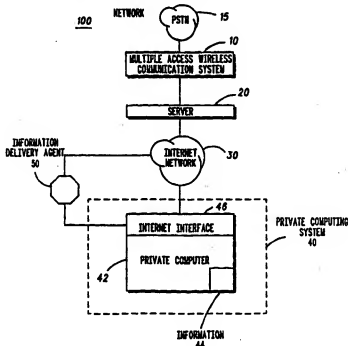 NETWORK
100
PSTN
15
10
MULTIPLE ACCESS WIRELESS
COMMUNICATION SYSTEM
20
SERVER
INFORMATION
DELIVERY AGENT
50
INTERNET
NETWORK
30
46
INTERNET INTERFACE
PRIVATE COMPUTING
SYSTEM
40
PRIVATE COMPUTER
42
INFORMATION
44